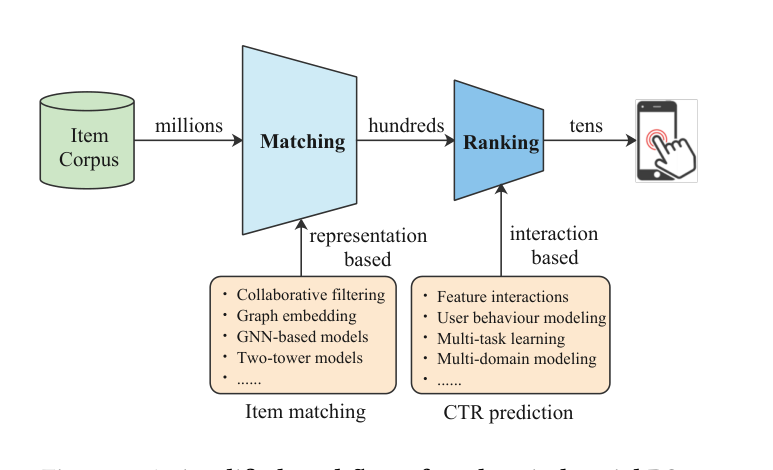 Item
Corpus
millions
Matching
hundreds
Ranking
tens
representation
based
interaction
based
· Collaborative filtering
· Graph embedding
· GNN-based models
· Two-tower models
· ......
Item matching
· Feature interactions
· User behaviour modeling
· Multi-task learning
· Multi-domain modeling
· ......
CTR prediction